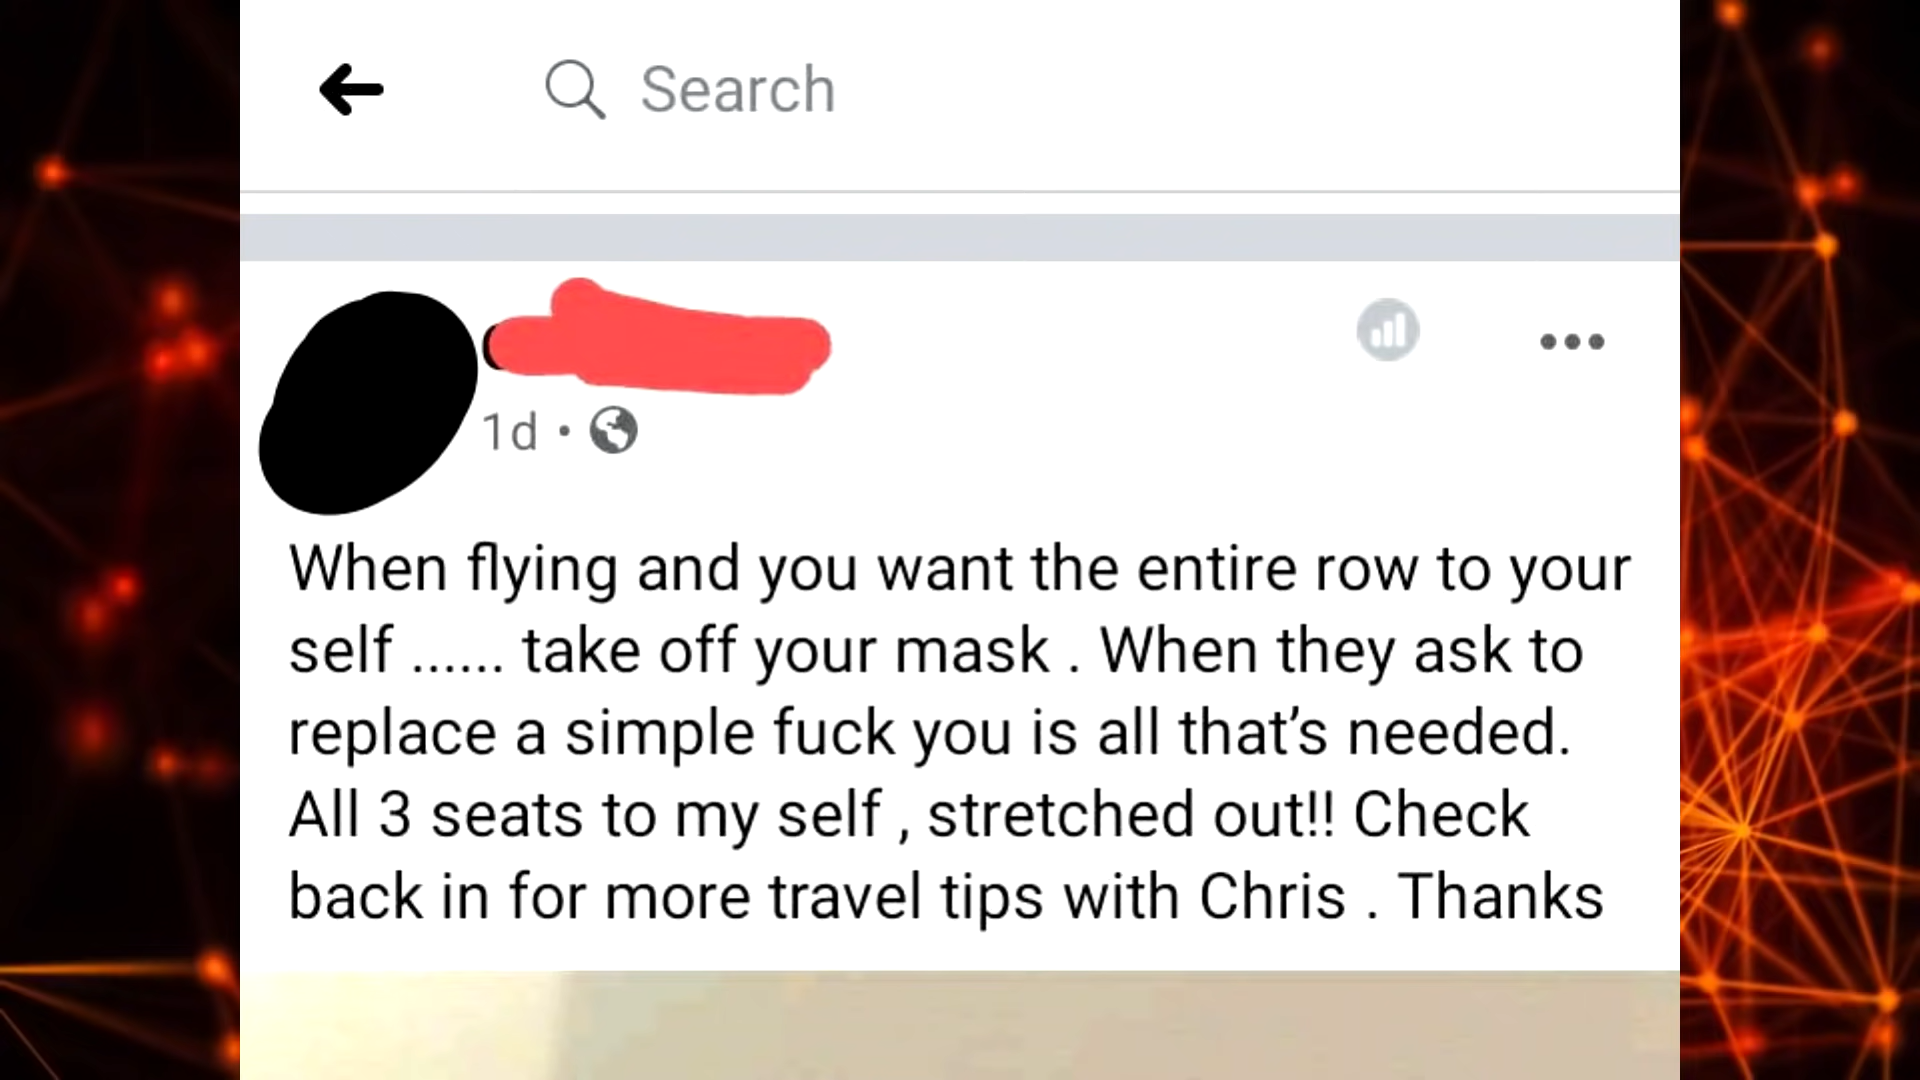 Search
1d ·
When flying and you want the entire row to your
self ...... take off your mask . When they ask to
replace a simple fuck you is all that’s needed.
All 3 seats to my self , stretched out!! Check
back in for more travel tips with Chris . Thanks